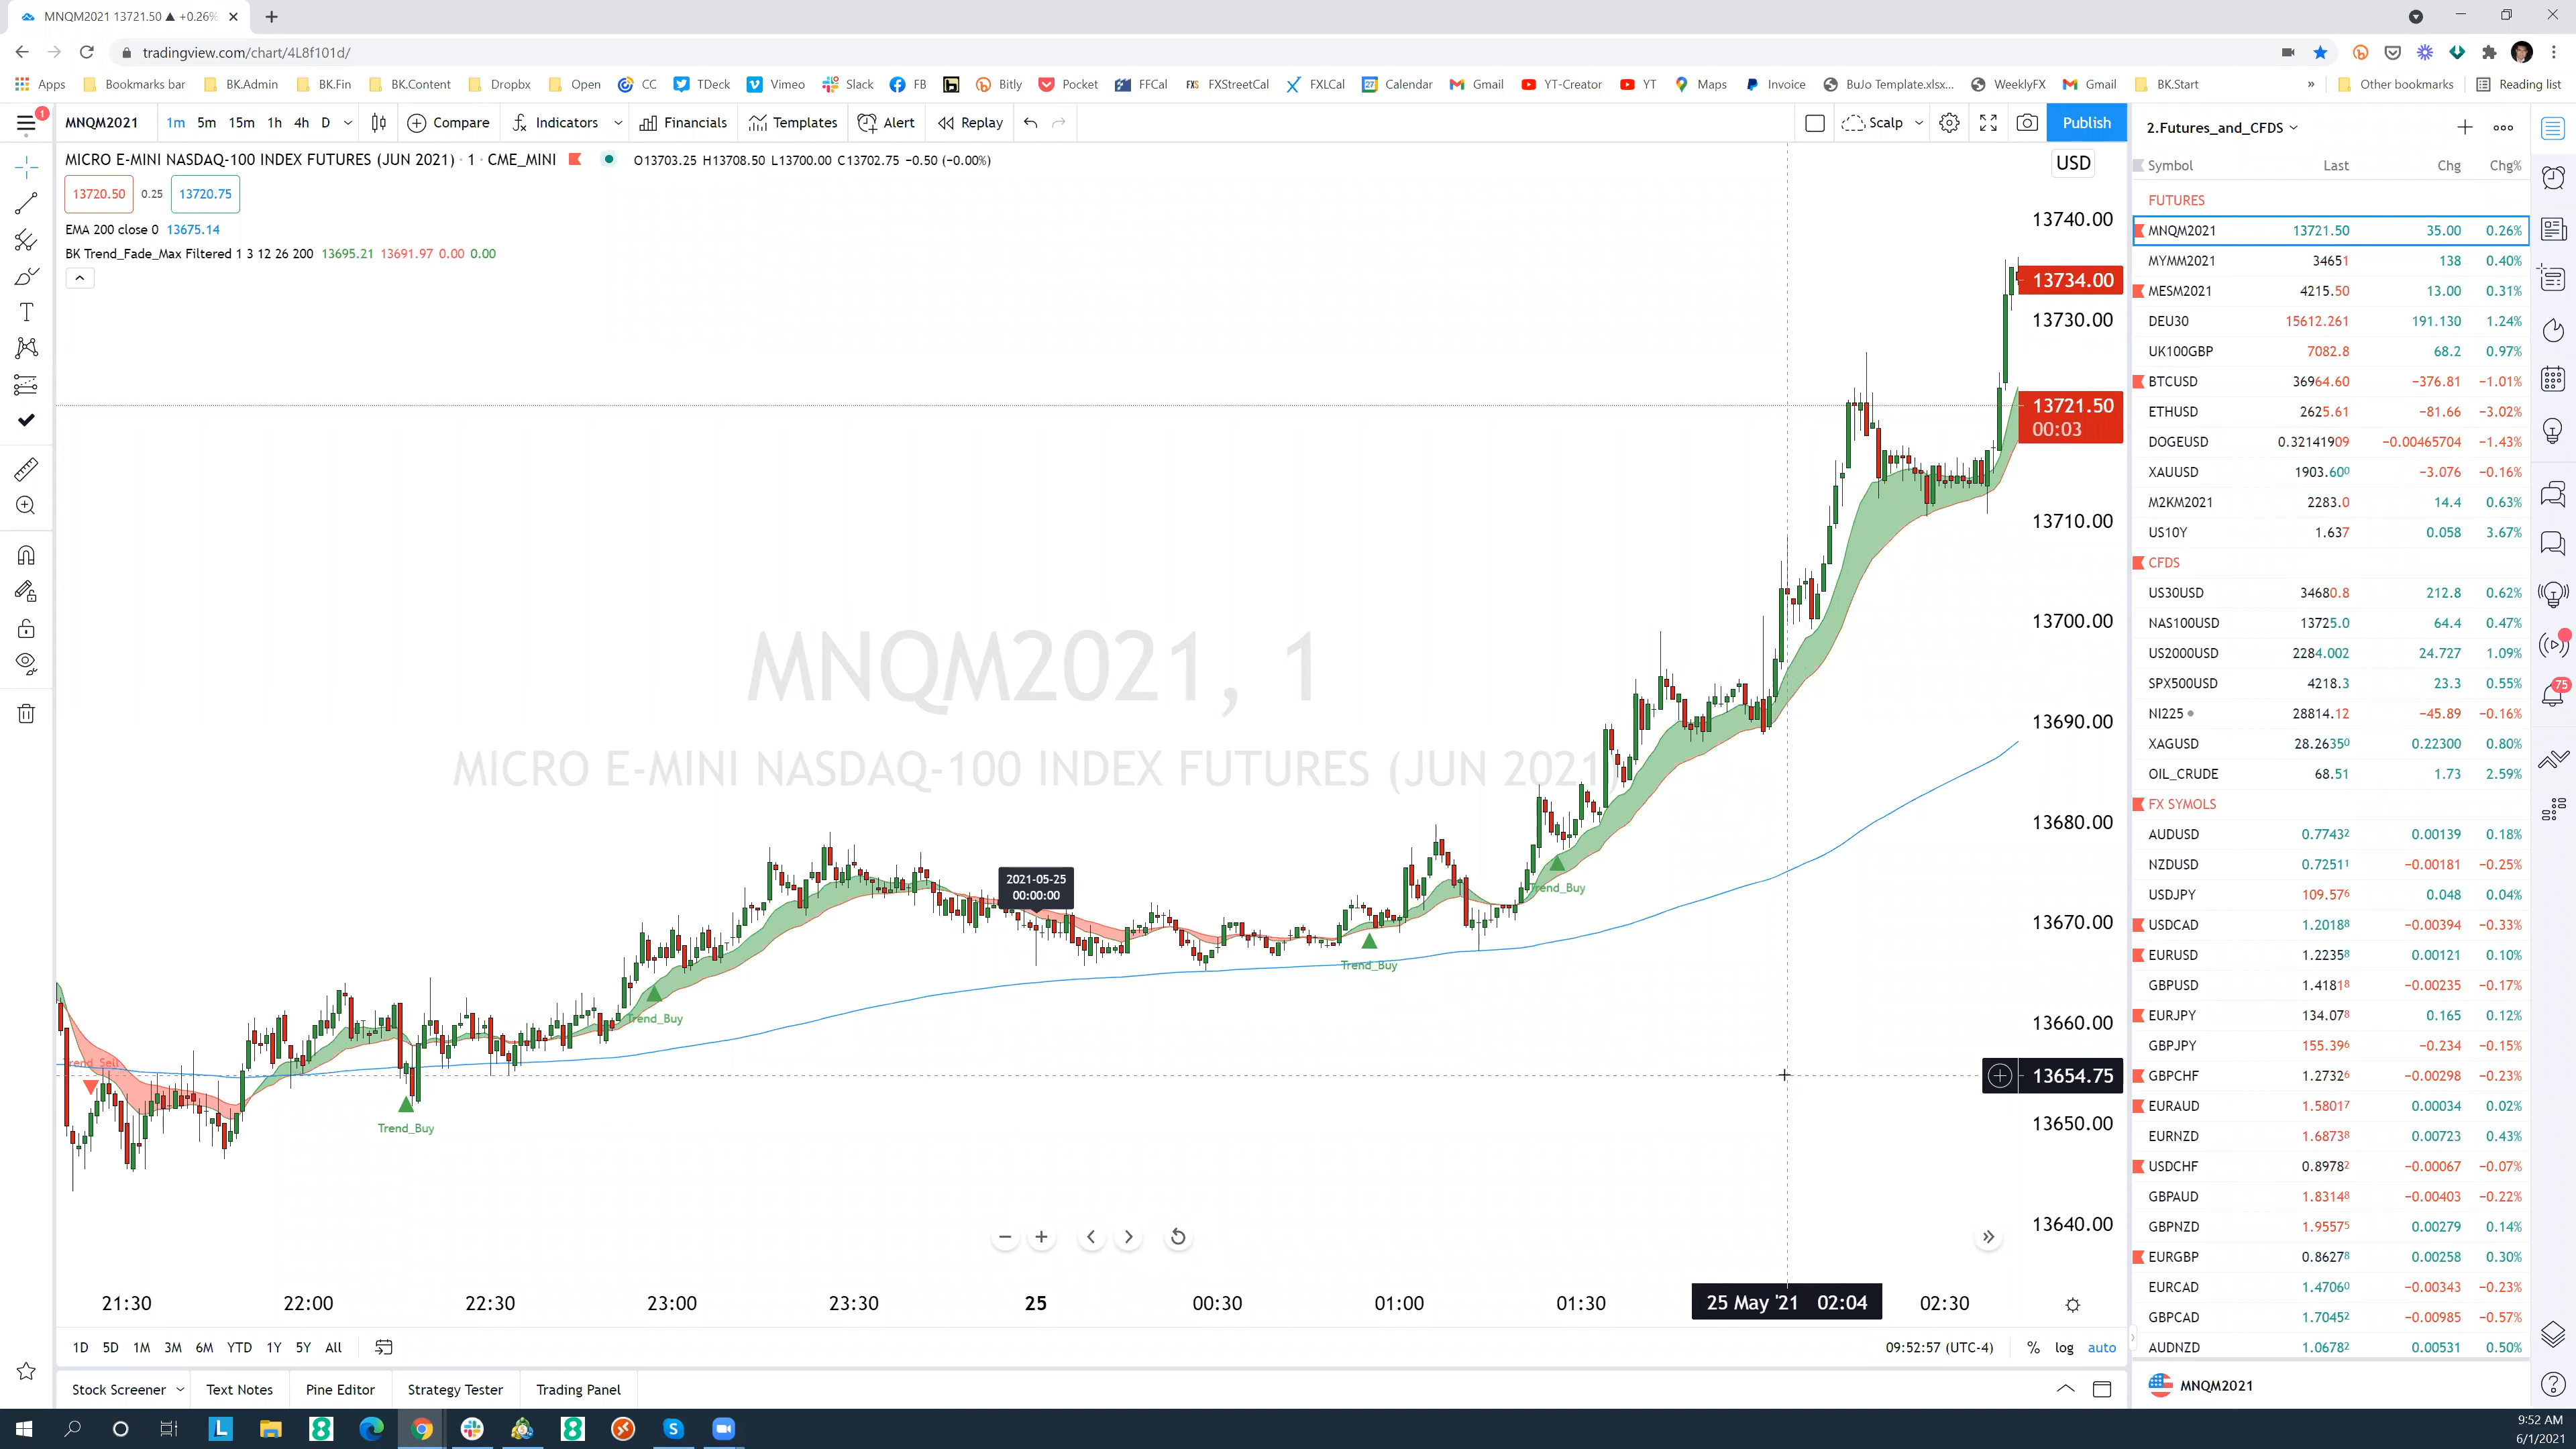 MNQM2021 13721.50 ▲ +0.26%
tradingview.com/chart/4L8f101d/
Apps Bookmarks bar BK.Admin BK.Fin BK.Content Dropbx Open CC TDeck Vimeo Slack FB Bitly Pocket FFCal FXStreetCal FXLCal Calendar Gmail YT-Creator YT Maps Invoice BuJo Template.xlsx... WeeklyFX Gmail BK.Start » Other bookmarks Reading list
1
MNQM2021 1m 5m 15m 1h 4h D Compare Indicators Financials Templates Alert Replay Scalp Publish
MICRO E-MINI NASDAQ-100 INDEX FUTURES (JUN 2021) · 1 · CME_MINI O13703.25 H13708.50 L13700.00 C13702.75 −0.50 (−0.00%)
13720.50 0.25 13720.75
EMA 200 close 0 13675.14
BK Trend_Fade_Max Filtered 1 3 12 26 200 13695.21 13691.97 0.00 0.00
USD
13740.00
13734.00
13730.00
13721.50
00:03
13710.00
13700.00
13690.00
13680.00
13670.00
13660.00
13654.75
13650.00
13640.00
MNQM2021, 1
MICRO E-MINI NASDAQ-100 INDEX FUTURES (JUN 2021)
2021-05-25
00:00:00
Trend_Buy
Trend_Buy
Trend_Buy
Trend_Sell
Trend_Buy
21:30 22:00 22:30 23:00 23:30 25 00:30 01:00 01:30 25 May '21 02:04 02:30
1D 5D 1M 3M 6M YTD 1Y 5Y All 09:52:57 (UTC-4) % log auto
Stock Screener Text Notes Pine Editor Strategy Tester Trading Panel
2.Futures_and_CFDS
Symbol Last Chg Chg%
FUTURES
MNQM2021 13721.50 35.00 0.26%
MYMM2021 34651 138 0.40%
MESM2021 4215.50 13.00 0.31%
DEU30 15612.261 191.130 1.24%
UK100GBP 7082.8 68.2 0.97%
BTCUSD 36964.60 −376.81 −1.01%
ETHUSD 2625.61 −81.66 −3.02%
DOGEUSD 0.32141909 −0.00465704 −1.43%
XAUUSD 1903.600 −3.076 −0.16%
M2KM2021 2283.0 14.4 0.63%
US10Y 1.637 0.058 3.67%
CFDS
US30USD 34680.8 212.8 0.62%
NAS100USD 13725.0 64.4 0.47%
US2000USD 2284.002 24.727 1.09%
SPX500USD 4218.3 23.3 0.55%
NI225 28814.12 −45.89 −0.16%
XAGUSD 28.26350 0.22300 0.80%
OIL_CRUDE 68.51 1.73 2.59%
FX SYMOLS
AUDUSD 0.77432 0.00139 0.18%
NZDUSD 0.72511 −0.00181 −0.25%
USDJPY 109.576 0.048 0.04%
USDCAD 1.20188 −0.00394 −0.33%
EURUSD 1.22358 0.00121 0.10%
GBPUSD 1.41818 −0.00235 −0.17%
EURJPY 134.078 0.165 0.12%
GBPJPY 155.396 −0.234 −0.15%
GBPCHF 1.27326 −0.00298 −0.23%
EURAUD 1.58017 0.00034 0.02%
EURNZD 1.68738 0.00723 0.43%
USDCHF 0.89782 −0.00067 −0.07%
GBPAUD 1.83148 −0.00403 −0.22%
GBPNZD 1.95575 0.00279 0.14%
EURGBP 0.86278 0.00258 0.30%
EURCAD 1.47060 −0.00343 −0.23%
GBPCAD 1.70452 −0.00985 −0.57%
AUDNZD 1.06782 0.00531 0.50%
MNQM2021
75
9:52 AM
6/1/2021